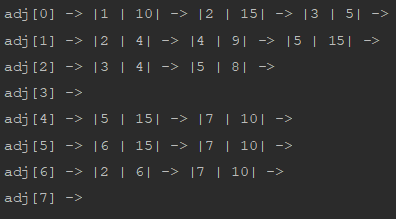 adj[0] -> |1 | 10| -> |2 | 15| -> |3 | 5| ->
adj[1] -> |2 | 4| -> |4 | 9| -> |5 | 15| ->
adj[2] -> |3 | 4| -> |5 | 8| ->
adj[3] ->
adj[4] -> |5 | 15| -> |7 | 10| ->
adj[5] -> |6 | 15| -> |7 | 10| ->
adj[6] -> |2 | 6| -> |7 | 10| ->
adj[7] ->